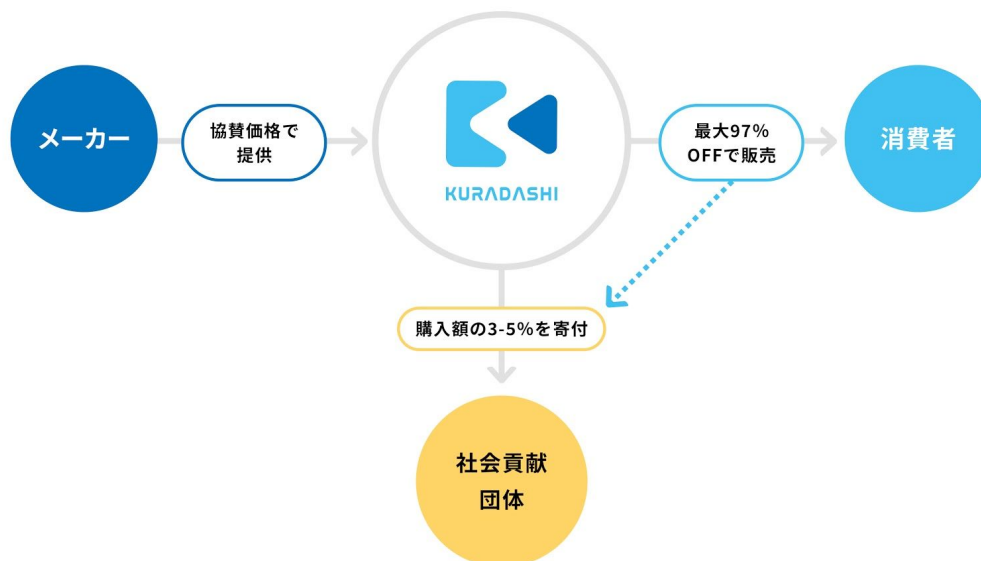 メーカー
協賛価格で
提供
KURADASHI
最大97%
OFFで販売
消費者
購入額の3-5%を寄付
社会貢献
団体